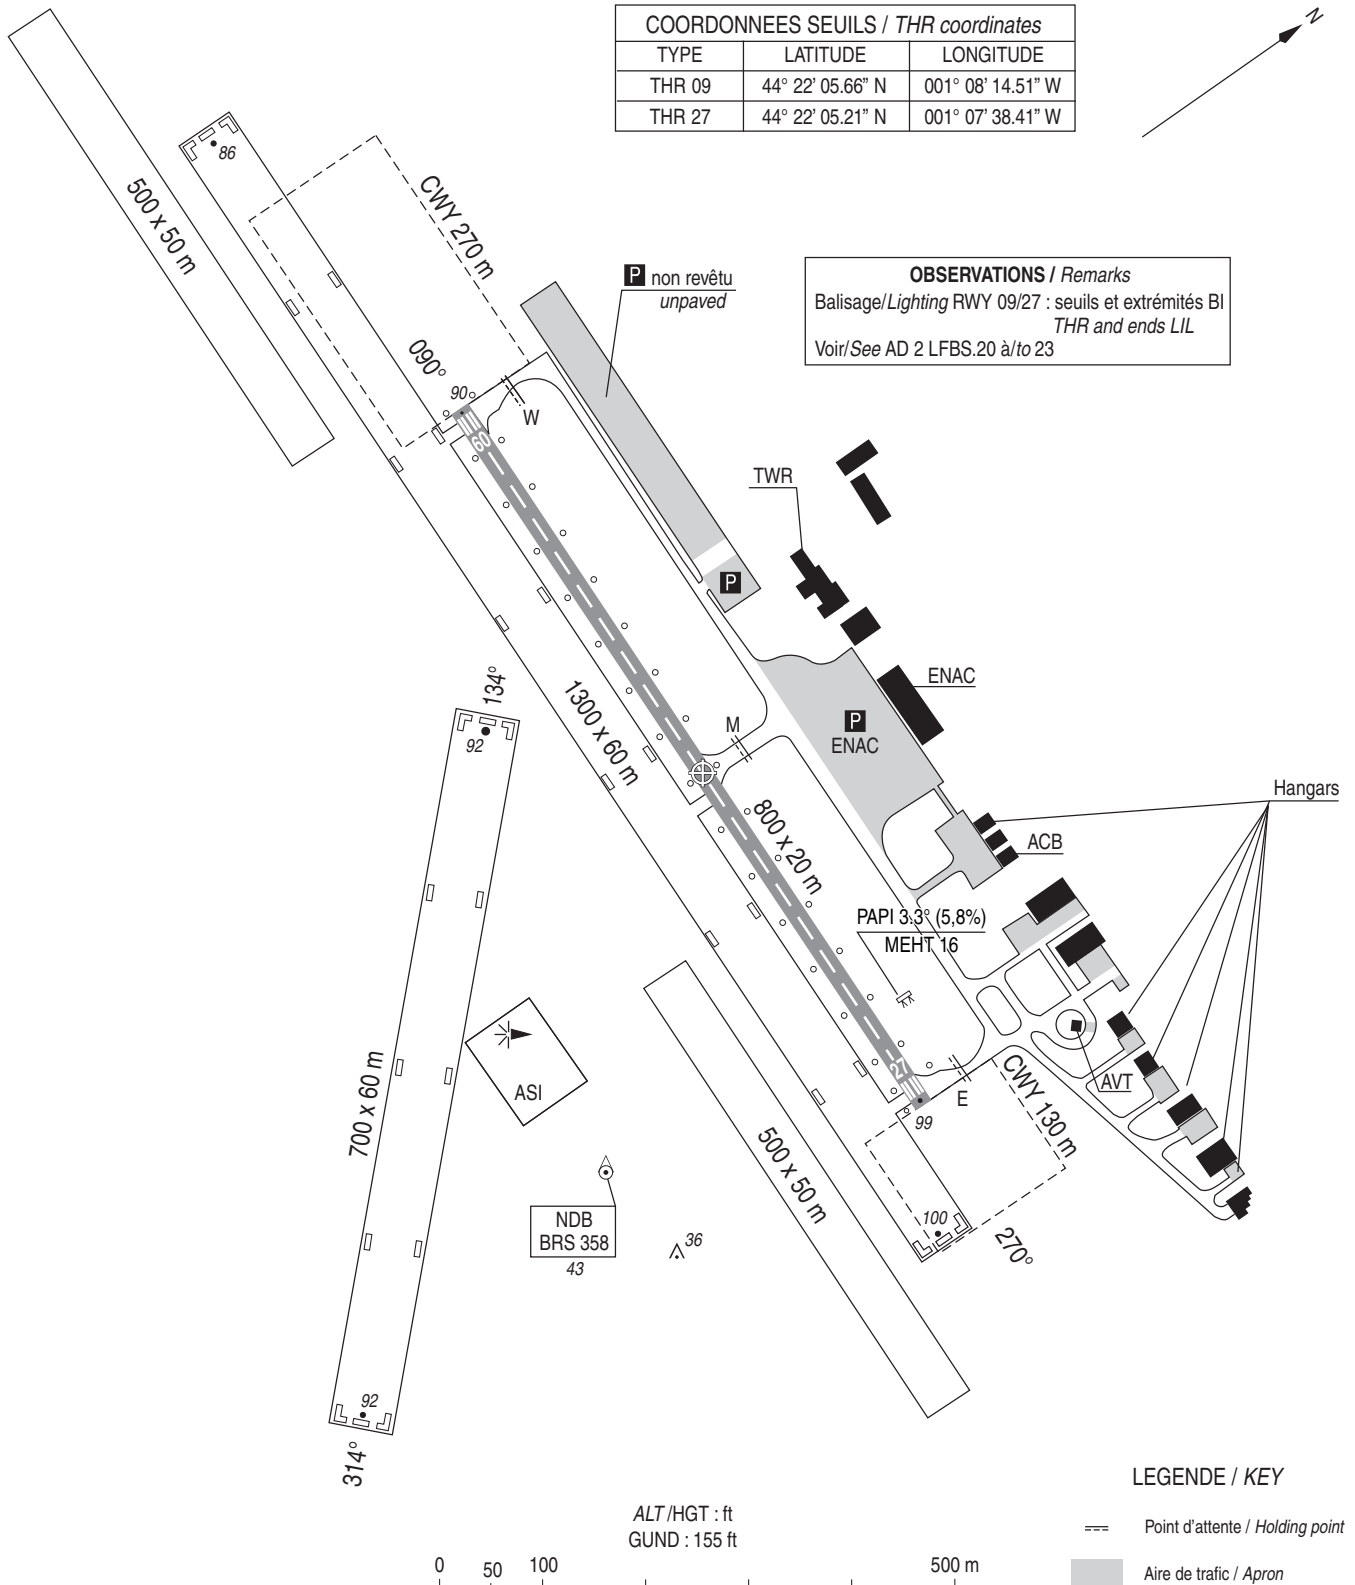 N
COORDONNEES SEUILS / THR coordinates
TYPE LATITUDE LONGITUDE
THR 09 44° 22' 05.66" N 001° 08' 14.51" W
THR 27 44° 22' 05.21" N 001° 07' 38.41" W
86
500 x 50 m
CWY 270 m
P non revêtu
unpaved
OBSERVATIONS / Remarks
Balisage/Lighting RWY 09/27 : seuils et extrémités BI
THR and ends LIL
Voir/See AD 2 LFBS.20 à/to 23
090°
90
W
09
TWR
P
ENAC
134°
92
1300 x 60 m
M
P
ENAC
Hangars
800 x 20 m
ACB
PAPI 3.3° (5,8%)
MEHT 16
ASI
700 x 60 m
27
E
CWY 130 m
AVT
99
500 x 50 m
NDB
BRS 358
43
36
100
270°
92
314°
LEGENDE / KEY
ALT /HGT : ft
GUND : 155 ft
Point d'attente / Holding point
0 50 100 500 m
Aire de trafic / Apron